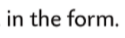 in the form.